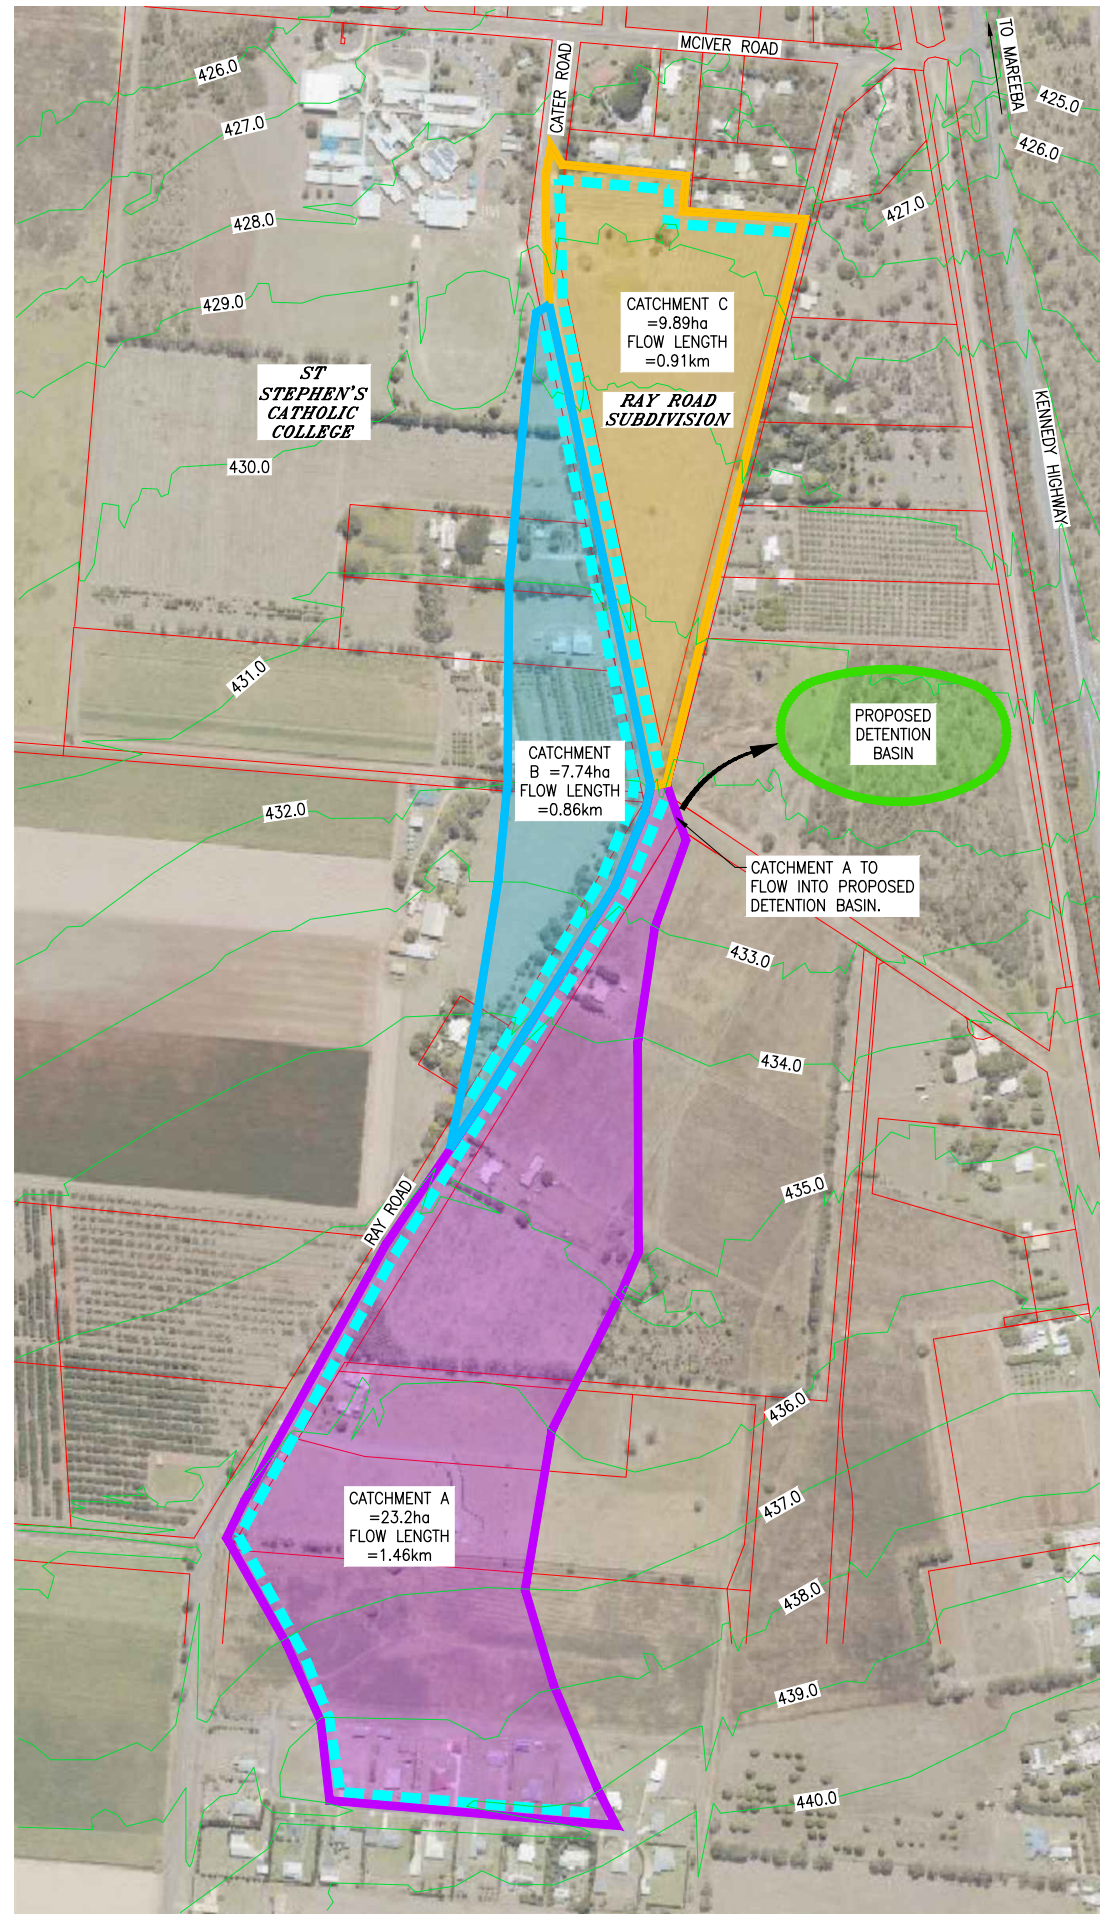 MCIVER ROAD
CATER ROAD
TO MAREEBA
426.0
425.0
427.0
426.0
428.0
427.0
429.0
CATCHMENT C
=9.89ha
FLOW LENGTH
=0.91km
ST
STEPHEN'S
CATHOLIC
COLLEGE
RAY ROAD
SUBDIVISION
KENNEDY HIGHWAY
430.0
431.0
PROPOSED
DETENTION
BASIN
CATCHMENT
B =7.74ha
FLOW LENGTH
=0.86km
432.0
CATCHMENT A TO
FLOW INTO PROPOSED
DETENTION BASIN.
433.0
434.0
435.0
RAY ROAD
436.0
CATCHMENT A
=23.2ha
FLOW LENGTH
=1.46km
437.0
438.0
439.0
440.0